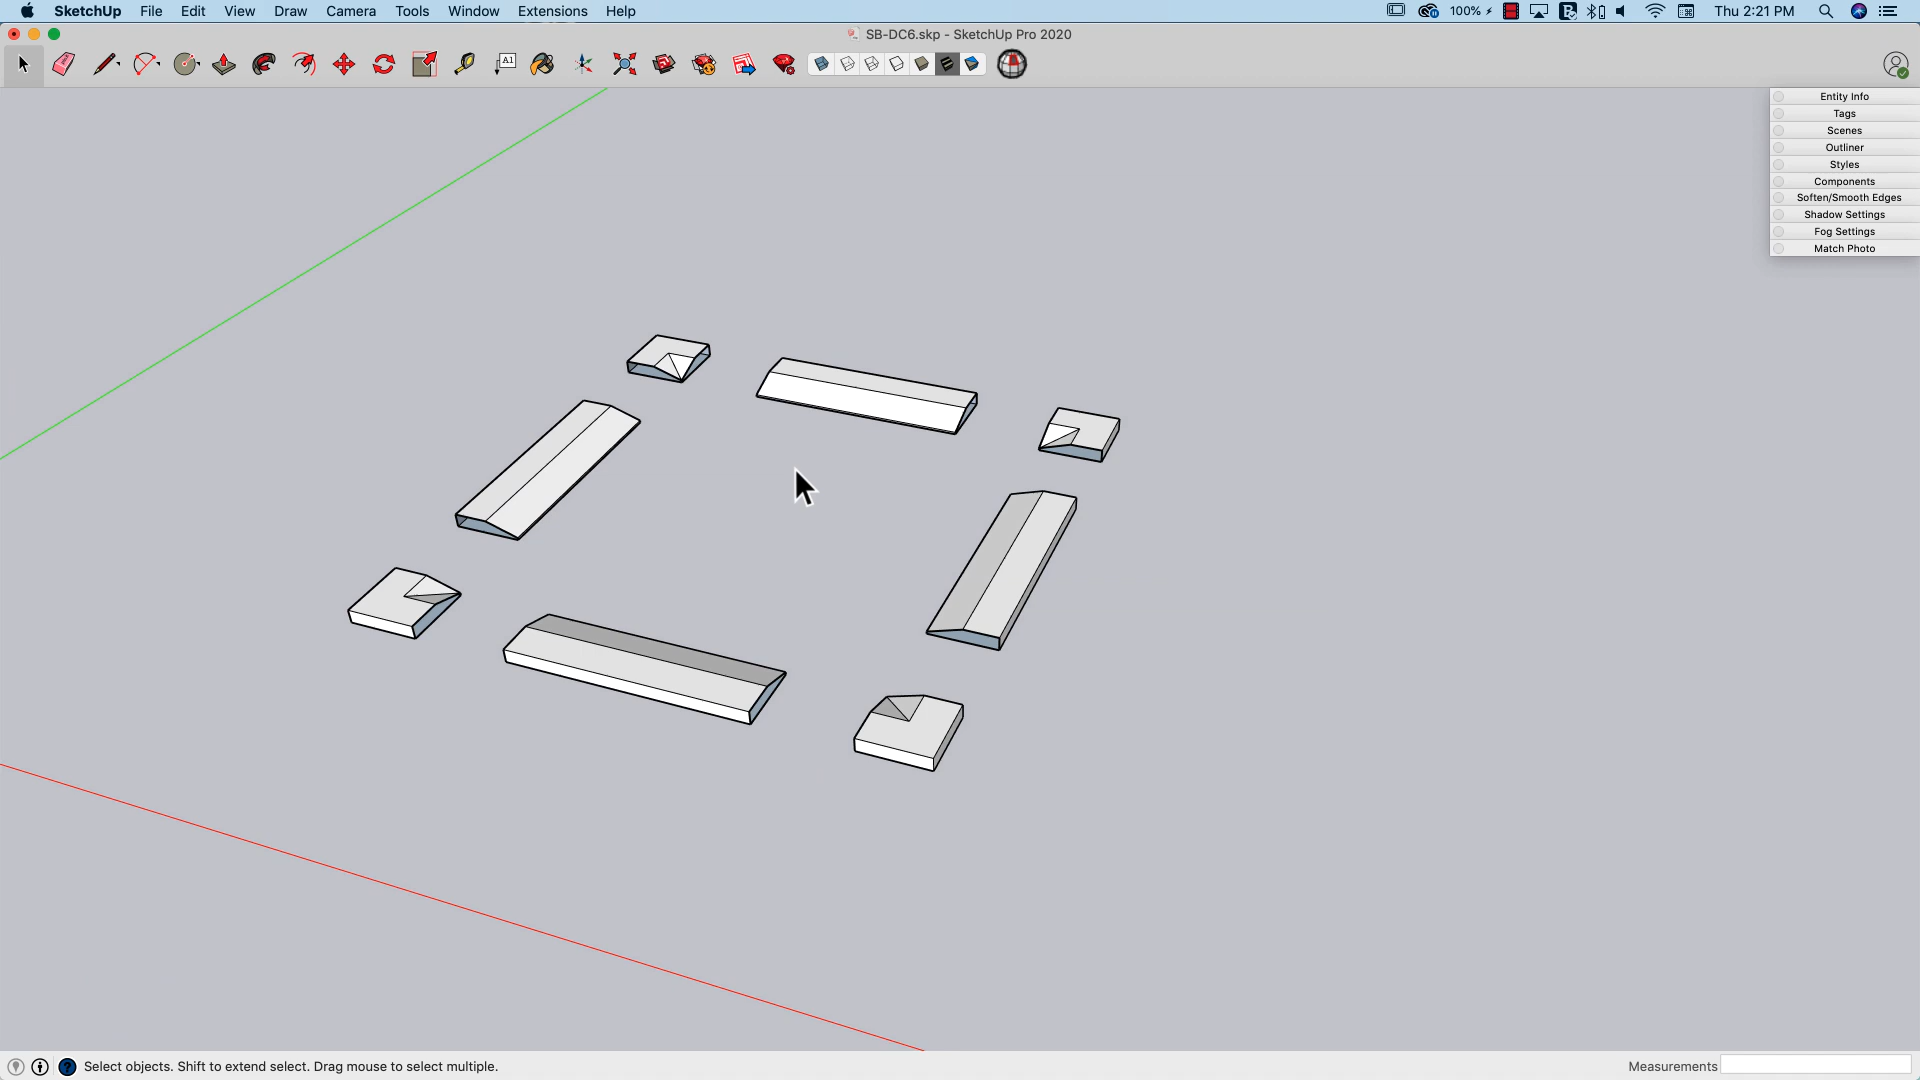 SketchUp File Edit View Draw Camera Tools Window Extensions Help 100% Thu 2:21 PM
SB-DC6.skp - SketchUp Pro 2020
A1
Entity Info
Tags
Scenes
Outliner
Styles
Components
Soften/Smooth Edges
Shadow Settings
Fog Settings
Match Photo
Select objects. Shift to extend select. Drag mouse to select multiple. Measurements